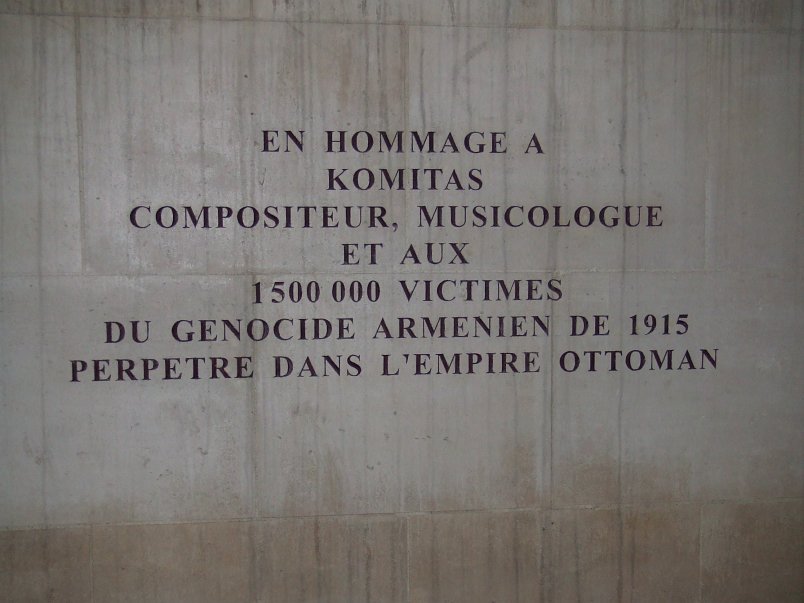 EN HOMMAGE A
KOMITAS
COMPOSITEUR, MUSICOLOGUE
ET AUX
1500 000 VICTIMES
DU GENOCIDE ARMENIEN DE 1915
PERPETRE DANS L'EMPIRE OTTOMAN